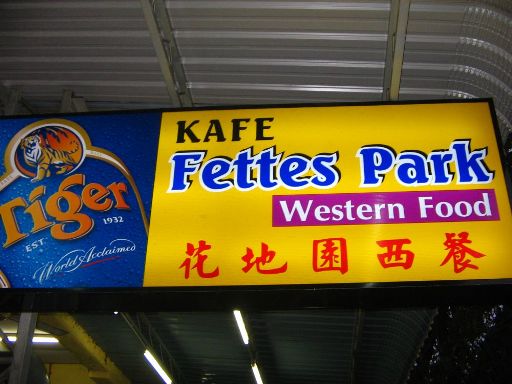 Tiger
EST 1932
World Acclaimed
KAFE
Fettes Park
Western Food
花地園西餐